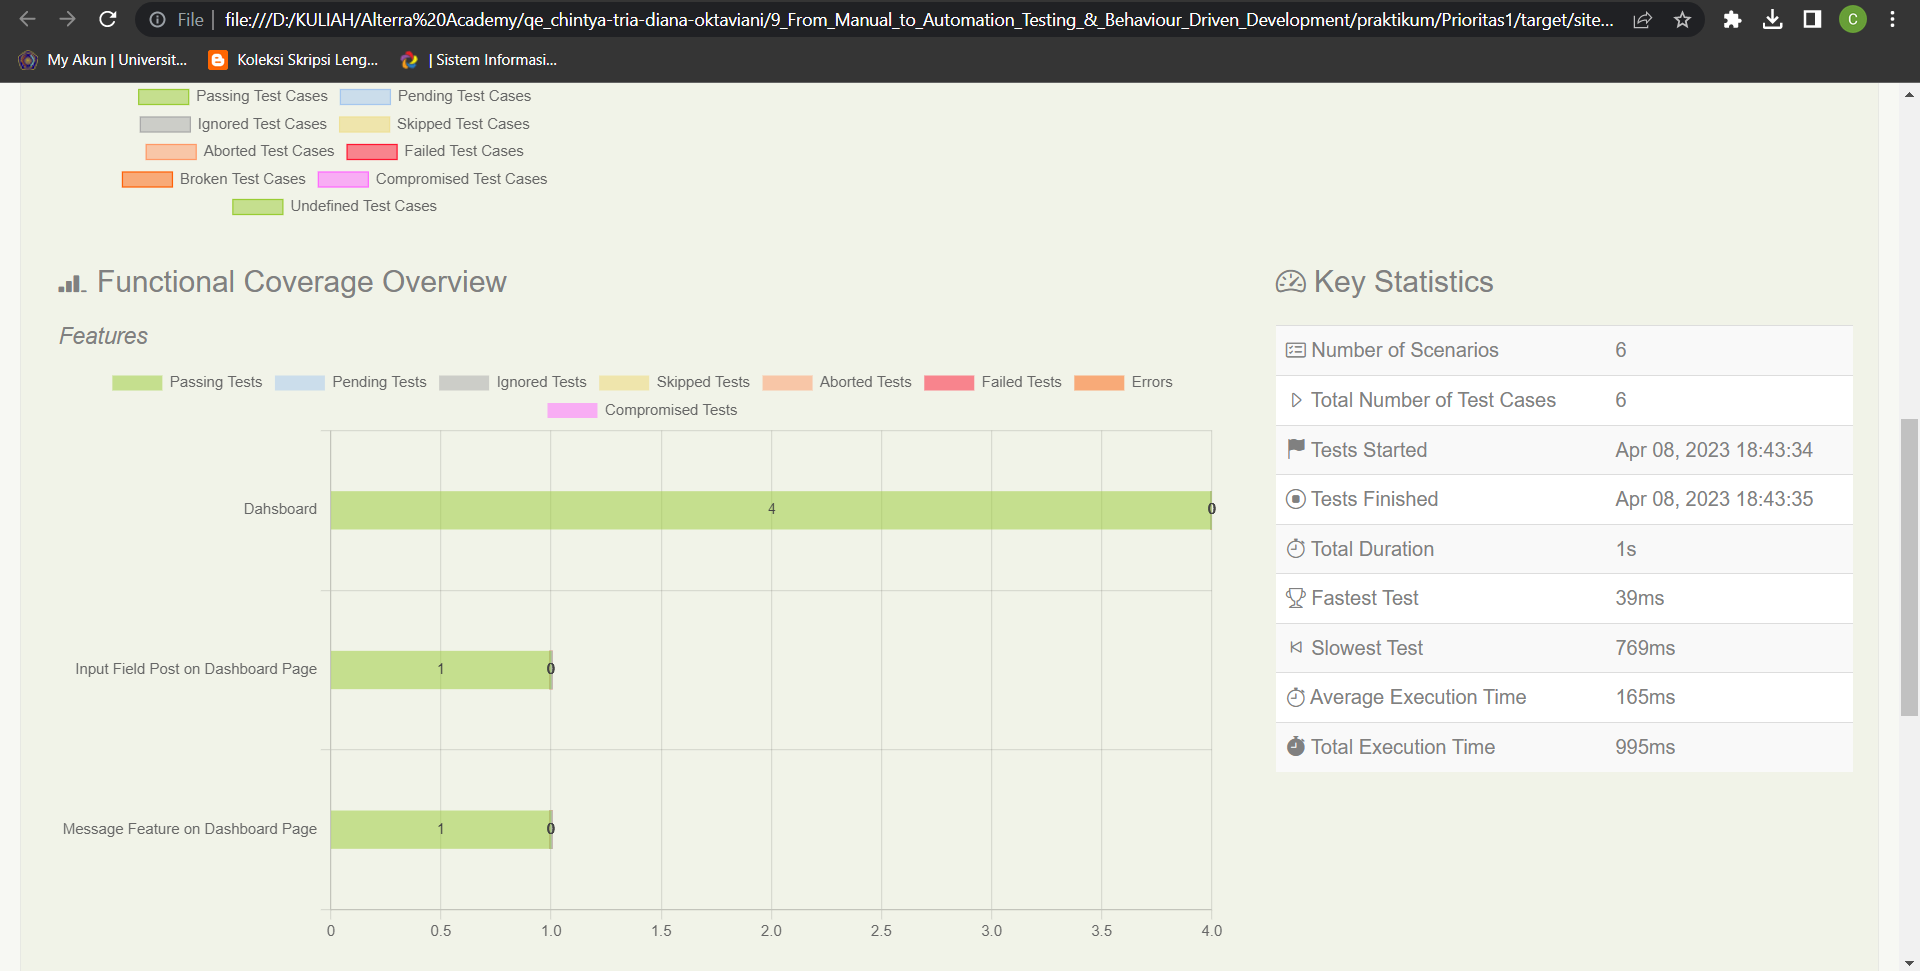 File
file:///D:/KULIAH/Alterra%20Academy/qe_chintya-tria-diana-oktaviani/9_From_Manual_to_Automation_Testing_&_Behaviour_Driven_Development/praktikum/Prioritas1/target/site...
C
My Akun | Universit...
Koleksi Skripsi Leng...
| Sistem Informasi...
Passing Test Cases Pending Test Cases
Ignored Test Cases Skipped Test Cases
Aborted Test Cases Failed Test Cases
Broken Test Cases Compromised Test Cases
Undefined Test Cases
Functional Coverage Overview
Features
Passing Tests Pending Tests Ignored Tests Skipped Tests Aborted Tests Failed Tests Errors
Compromised Tests
Dahsboard 4 0
Input Field Post on Dashboard Page 1 0
Message Feature on Dashboard Page 1 0
0 0.5 1.0 1.5 2.0 2.5 3.0 3.5 4.0
Key Statistics
Number of Scenarios 6
Total Number of Test Cases 6
Tests Started Apr 08, 2023 18:43:34
Tests Finished Apr 08, 2023 18:43:35
Total Duration 1s
Fastest Test 39ms
Slowest Test 769ms
Average Execution Time 165ms
Total Execution Time 995ms